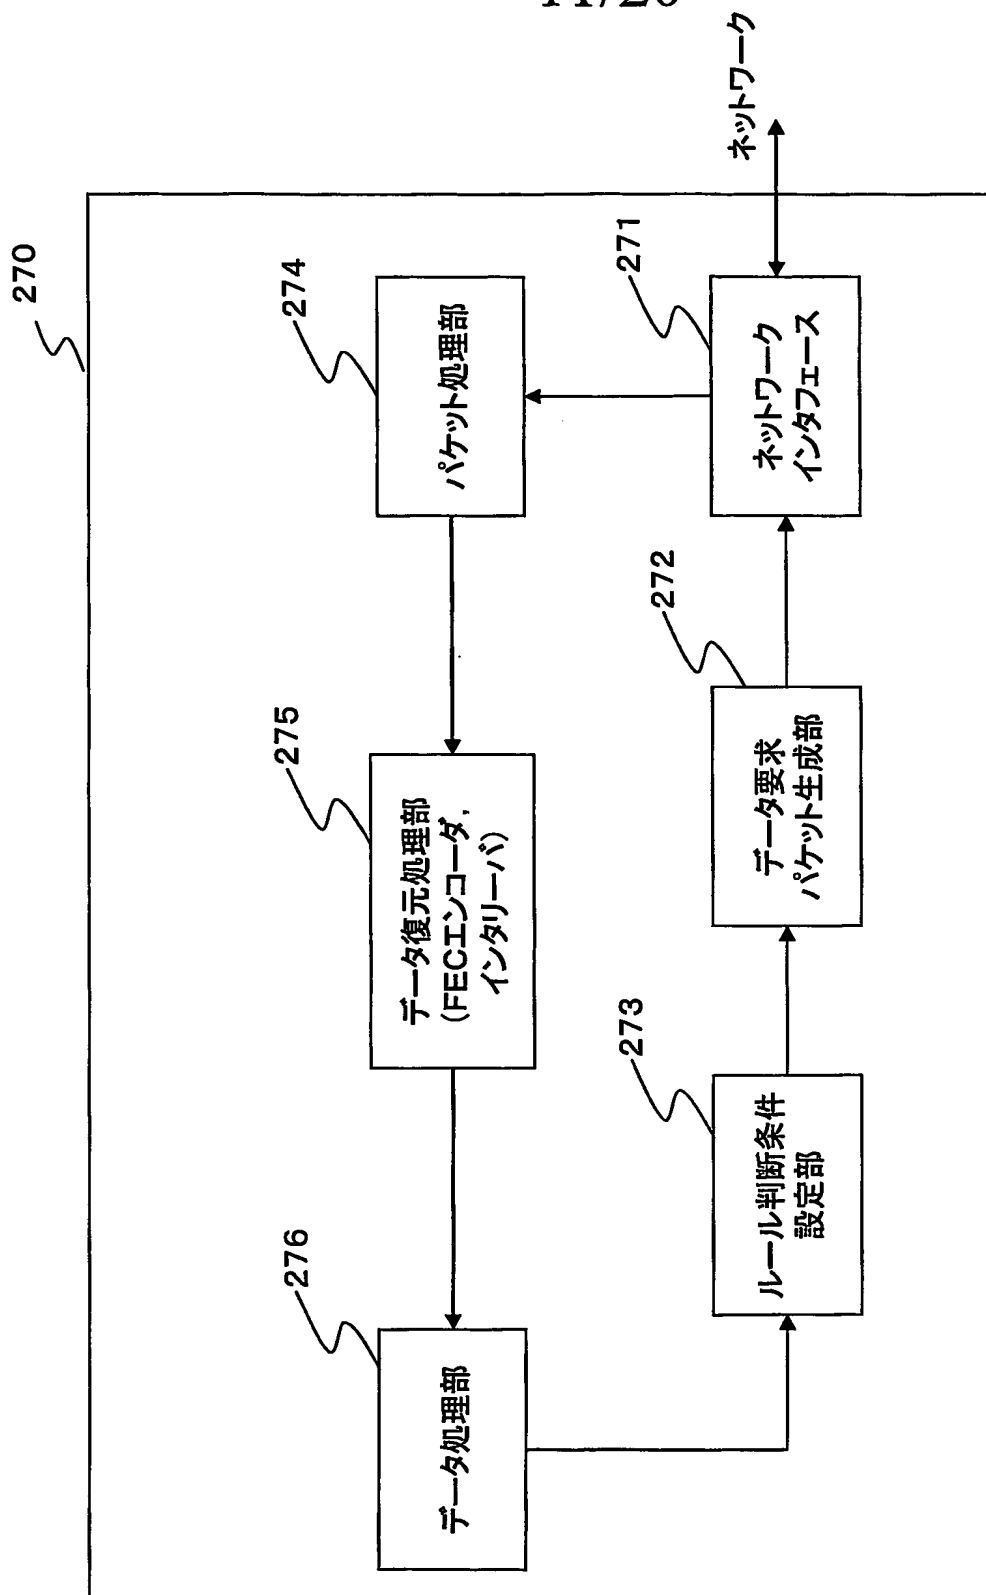 270
276
275
274
データ処理部
データ復元処理部
(FECエンコーダ,
インタリーバ)
パケット処理部
273
272
271
ルール判断条件
設定部
データ要求
パケット生成部
ネットワーク
インタフェース
ネットワーク